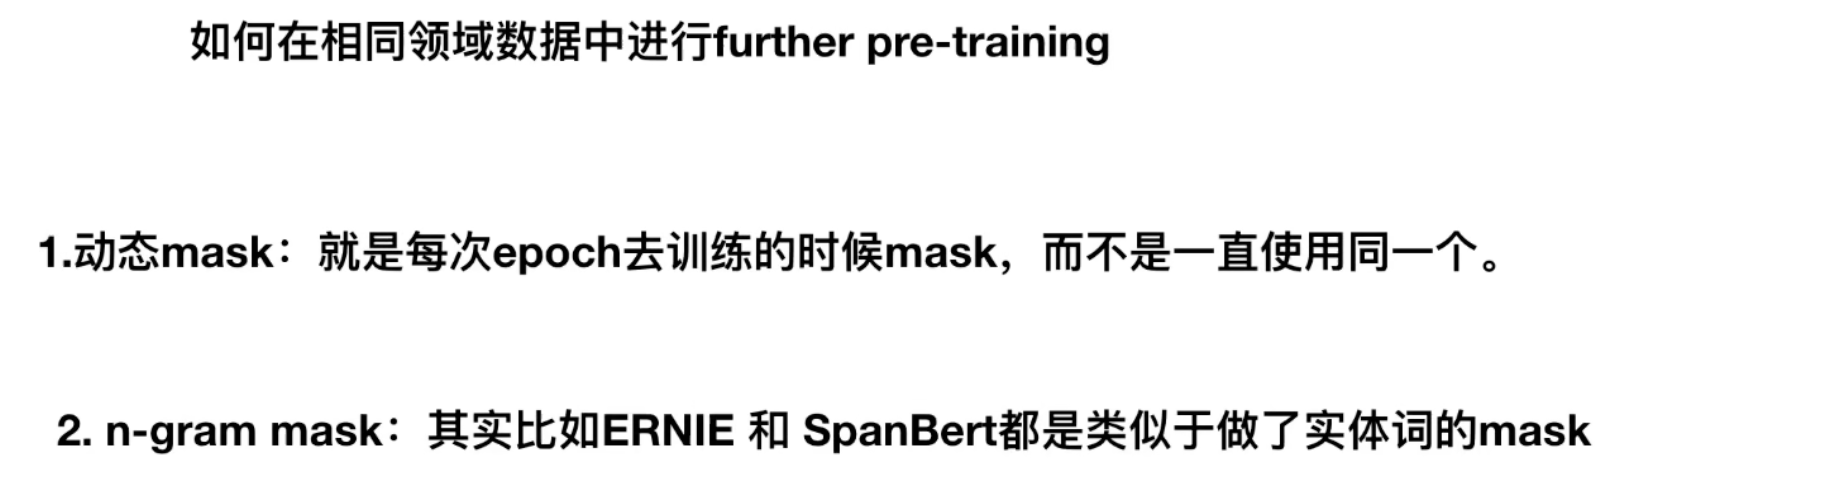 如何在相同领域数据中进行further pre-training
1.动态mask：就是每次epoch去训练的时候mask，而不是一直使用同一个。
2. n-gram mask：其实比如ERNIE 和 SpanBert都是类似于做了实体词的mask